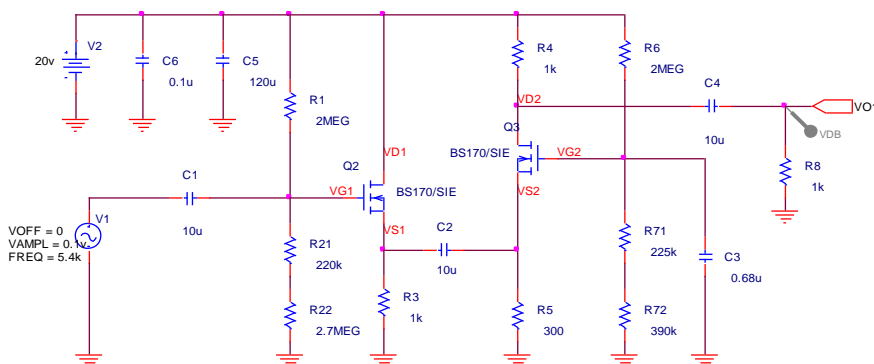 V2
20v
C6
0.1u
C5
120u
R1
2MEG
R4
1k
R6
2MEG
C4
10u
VO1
VDB
R8
1k
VD2
Q3
BS170/SIE
VG2
VS2
VD1
Q2
BS170/SIE
VG1
VS1
C1
10u
V1
VOFF = 0
VAMPL = 0.1v
FREQ = 5.4k
C2
10u
R21
220k
R22
2.7MEG
R3
1k
R5
300
R71
225k
R72
390k
C3
0.68u